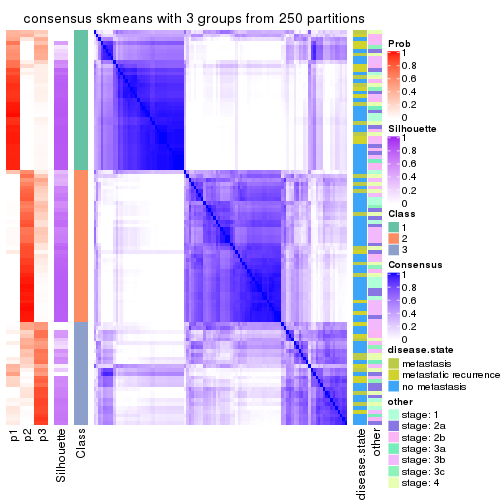 consensus skmeans with 3 groups from 250 partitions
Prob
1
0.8
0.6
0.4
0.2
0
Silhouette
1
0.8
0.6
0.4
0.2
0
Class
1
2
3
Consensus
1
0.8
0.6
0.4
0.2
0
disease.state
metastasis
metastatic recurrence
no metastasis
other
stage: 1
stage: 2a
stage: 2b
stage: 3a
stage: 3b
stage: 3c
stage: 4
p1
p2
p3
Silhouette
Class
disease.state
other